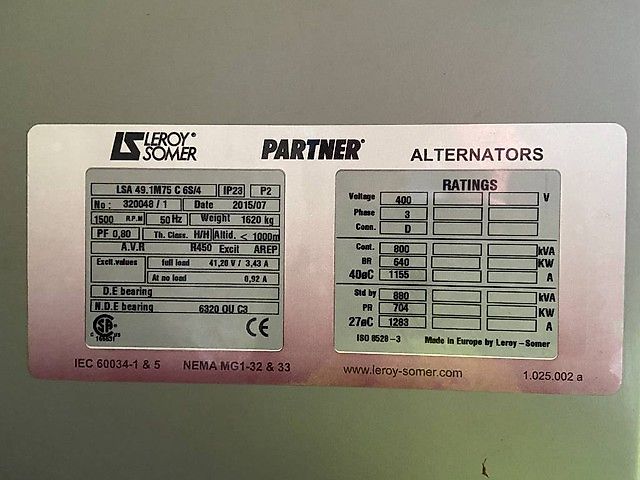 LS LEROY® SOMER PARTNER® ALTERNATORS
LSA 49.1M75 C 6S/4 IP23 P2
No : 320048 / 1 Date 2015/07
1500 R.P.M 50 Hz Weight 1620 kg
PF 0,80 Th. Class. H/H Altid. < 1000m
A.V.R R450 Excit AREP
Excit.values full load 41,20 V / 3,43 A
At no load 0,92 A
D.E bearing
N.D.E bearing 6320 OU C3
CSA C US
CE
IEC 60034-1 & 5 NEMA MG1-32 & 33
RATINGS
Voltage 400 V
Phase 3
Conn. D
Cont. 800 kVA
BR 640 KW
40øC 1155 A
Std by 880 kVA
PR 704 KW
27øC 1283 A
ISO 8528 -3 Made in Europe by Leroy - Somer
www.leroy-somer.com 1.025.002 a